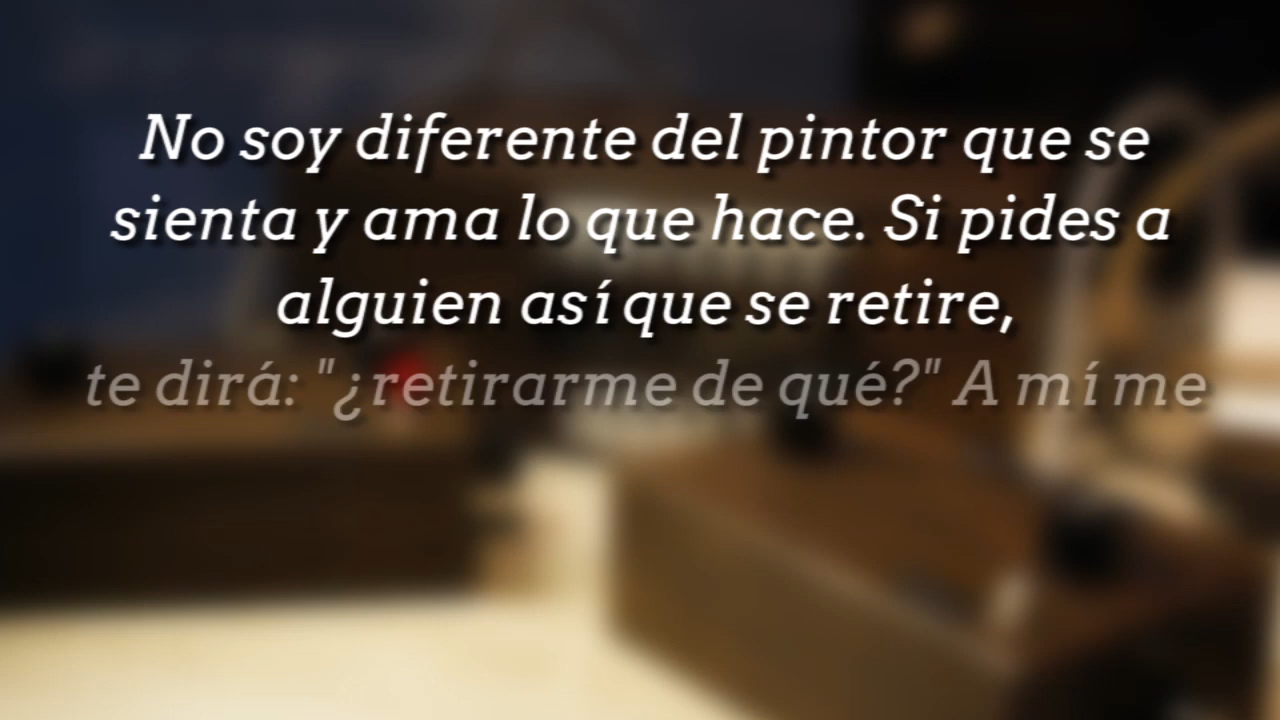 No soy diferente del pintor que se
sienta y ama lo que hace. Si pides a
alguien así que se retire,
te dirá: "¿retirarme de qué?" A mí me